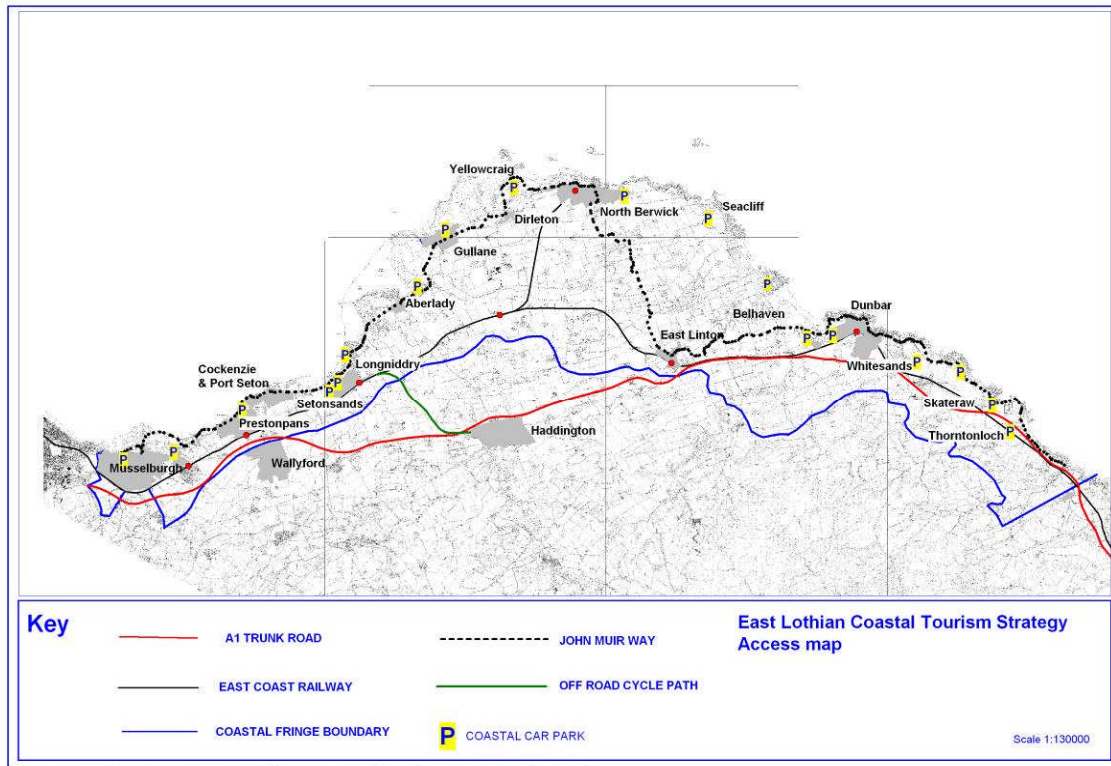 Yellowcraig
P
P
P
Seacliff
North Berwick
Dirleton
P
P
Gullane
P
P
Aberlady
Belhaven
Dunbar
P
P
East Linton
P
Longniddry
Cockenzie
& Port Seton
P
P
Whitesands
P
P
Setonsands
Skateraw
P
P
Prestonpans
Haddington
Thorntonloch
P
P
P
Musselburgh
Wallyford
Key
A1 TRUNK ROAD
JOHN MUIR WAY
East Lothian Coastal Tourism Strategy
Access map
EAST COAST RAILWAY
OFF ROAD CYCLE PATH
COASTAL FRINGE BOUNDARY
P COASTAL CAR PARK
Scale 1:130000